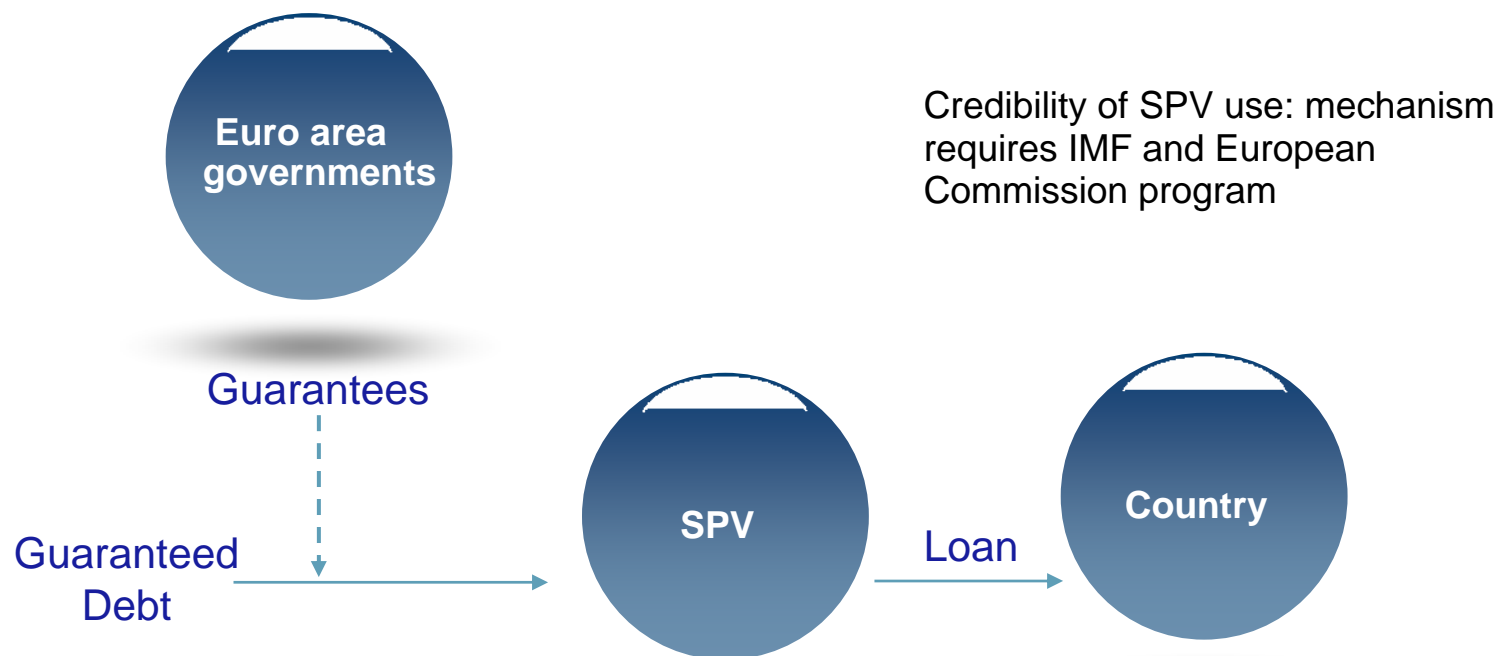 Euro area
governments
Credibility of SPV use: mechanism
requires IMF and European
Commission program
Guarantees
Guaranteed
Debt
SPV
Loan
Country